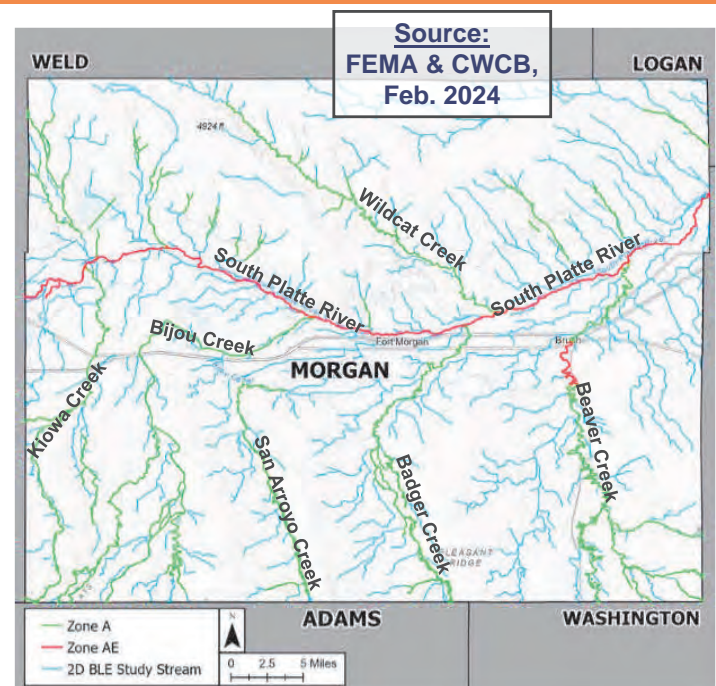 Source:
FEMA & CWCB,
Feb. 2024
WELD
LOGAN
4924 ft
Wildcat Creek
South Platte River
South Platte River
Bijou Creek
Fort Morgan
Brush
MORGAN
Kiowa Creek
San Arroyo Creek
Badger Creek
Beaver Creek
PLEASANT
RIDGE
ADAMS
WASHINGTON
Zone A
Zone AE
2D BLE Study Stream
N
0 2.5 5 Miles